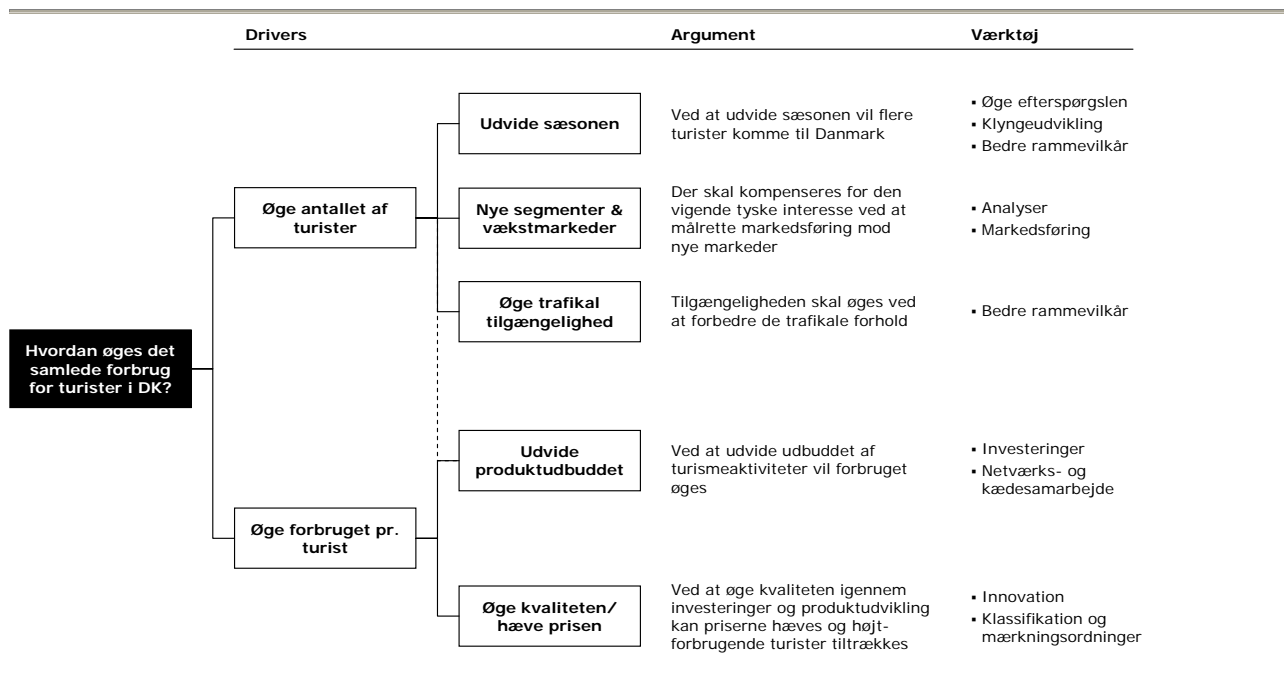 Drivers
Argument
Værktøj
Udvide sæsonen
Ved at udvide sæsonen vil flere
turister komme til Danmark
▪ Øge efterspørgslen
▪ Klyngeudvikling
▪ Bedre rammevilkår
Øge antallet af
turister
Nye segmenter &
vækstmarkeder
Der skal kompenseres for den
vigende tyske interesse ved at
målrette markedsføring mod
nye markeder
▪ Analyser
▪ Markedsføring
Øge trafikal
tilgængelighed
Tilgængeligheden skal øges ved
at forbedre de trafikale forhold
▪ Bedre rammevilkår
Hvordan øges det
samlede forbrug
for turister i DK?
Udvide
produktudbuddet
Ved at udvide udbuddet af
turismeaktiviteter vil forbruget
øges
▪ Investeringer
▪ Netværks- og
kædesamarbejde
Øge forbruget pr.
turist
Øge kvaliteten/
hæve prisen
Ved at øge kvaliteten igennem
investeringer og produktudvikling
kan priserne hæves og højt-
forbrugende turister tiltrækkes
▪ Innovation
▪ Klassifikation og
mærkningsordninger